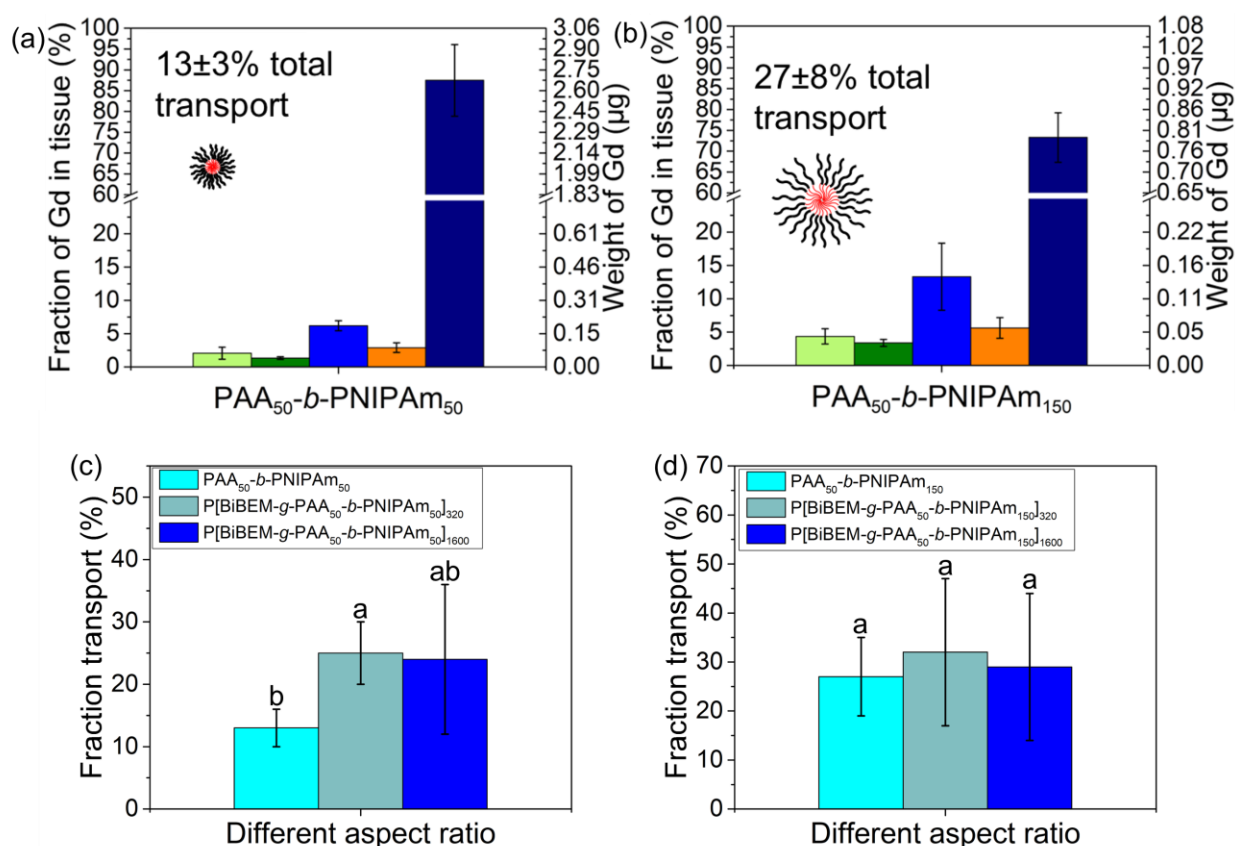 (a)
13±3% total
transport
Fraction of Gd in tissue (%)
100
95
90
85
80
75
70
65
60
20
15
10
5
0
3.06
2.90
2.75
2.60
2.45
2.29
2.14
1.99
1.83
0.61
0.46
0.31
0.15
0.00
Weight of Gd (μg)
PAA₅₀-b-PNIPAm₅₀
(b)
27±8% total
transport
Fraction of Gd in tissue (%)
100
95
90
85
80
75
70
65
60
20
15
10
5
0
1.08
1.02
0.97
0.92
0.86
0.81
0.76
0.70
0.65
0.22
0.16
0.11
0.05
0.00
Weight of Gd (μg)
PAA₅₀-b-PNIPAm₁₅₀
(c)
PAA₅₀-b-PNIPAm₅₀
P[BiBEM-g-PAA₅₀-b-PNIPAm₅₀]₃₂₀
P[BiBEM-g-PAA₅₀-b-PNIPAm₅₀]₁₆₀₀
Fraction transport (%)
50
40
30
20
10
0
b
a
ab
Different aspect ratio
(d)
PAA₅₀-b-PNIPAm₁₅₀
P[BiBEM-g-PAA₅₀-b-PNIPAm₁₅₀]₃₂₀
P[BiBEM-g-PAA₅₀-b-PNIPAm₁₅₀]₁₆₀₀
Fraction transport (%)
70
60
50
40
30
20
10
0
a
a
a
Different aspect ratio